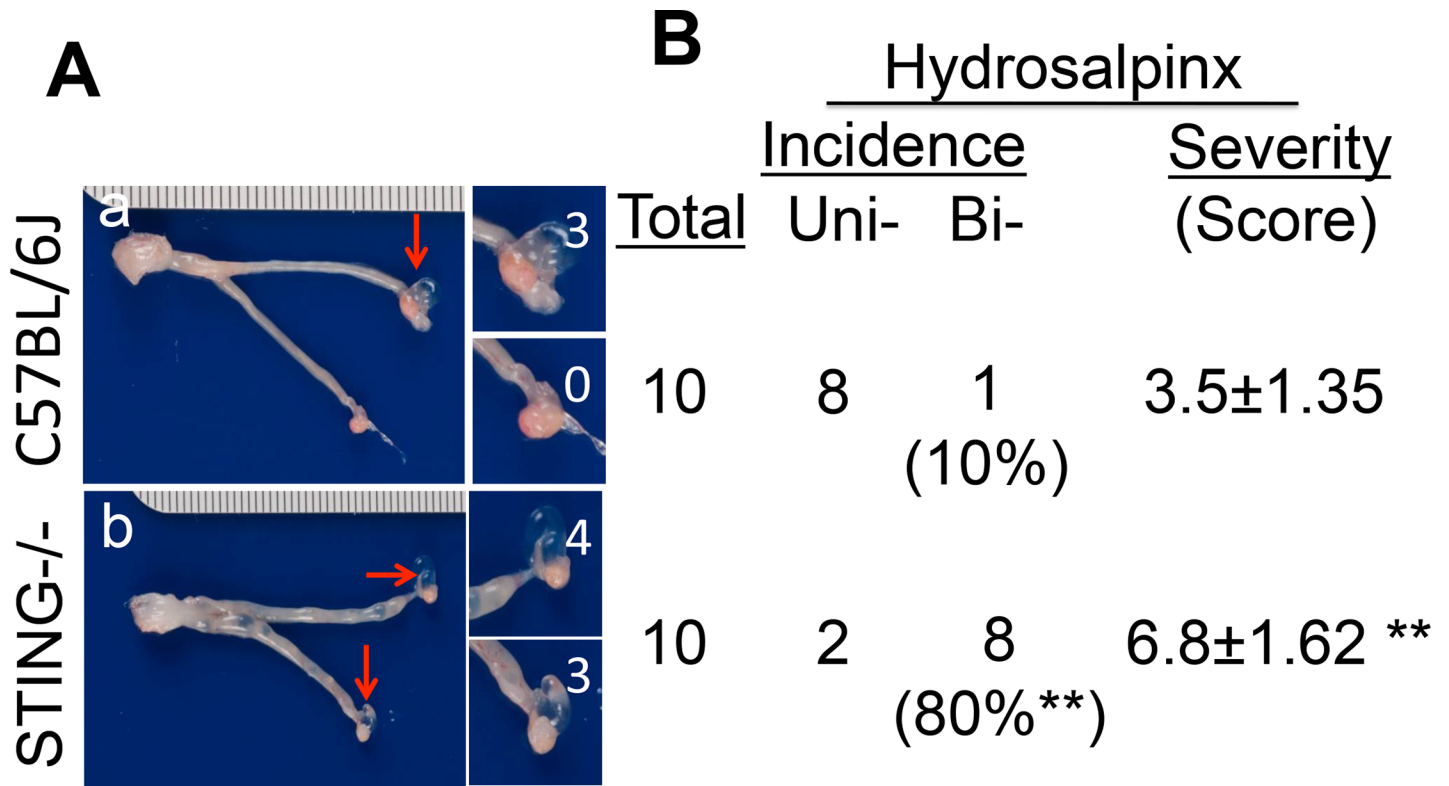 A
C57BL/6J
a
3
0
STING-/-
b
4
3
B
Hydrosalpinx
Incidence Severity
Total Uni- Bi- (Score)
10 8 1 3.5±1.35
(10%)
10 2 8 6.8±1.62 **
(80%**)